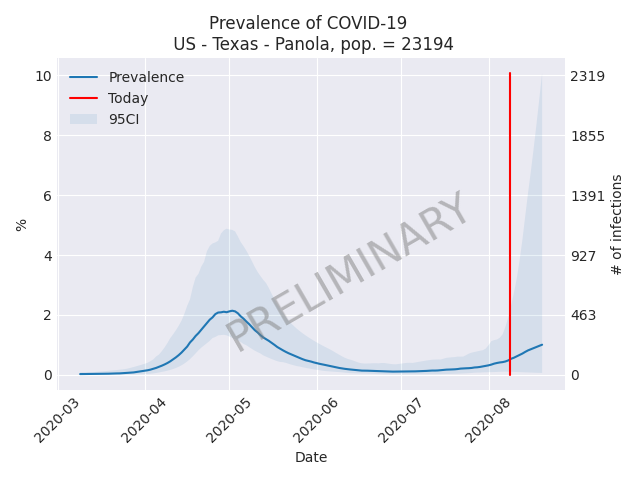 Prevalence of COVID-19
US - Texas - Panola, pop. = 23194
Prevalence
Today
95CI
PRELIMINARY
10
8
6
4
2
0
%
2319
1855
1391
927
463
0
# of infections
2020-03
2020-04
2020-05
2020-06
2020-07
2020-08
Date